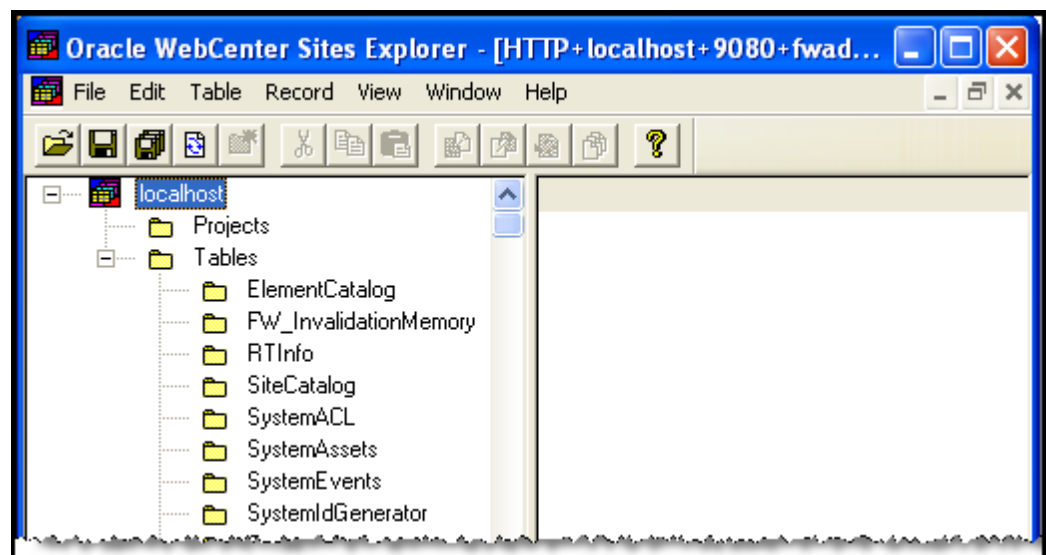 Oracle WebCenter Sites Explorer - [HTTP+localhost+9080+fwad...
File Edit Table Record View Window Help
localhost
Projects
Tables
ElementCatalog
FW_InvalidationMemory
RTInfo
SiteCatalog
SystemACL
SystemAssets
SystemEvents
SystemIdGenerator